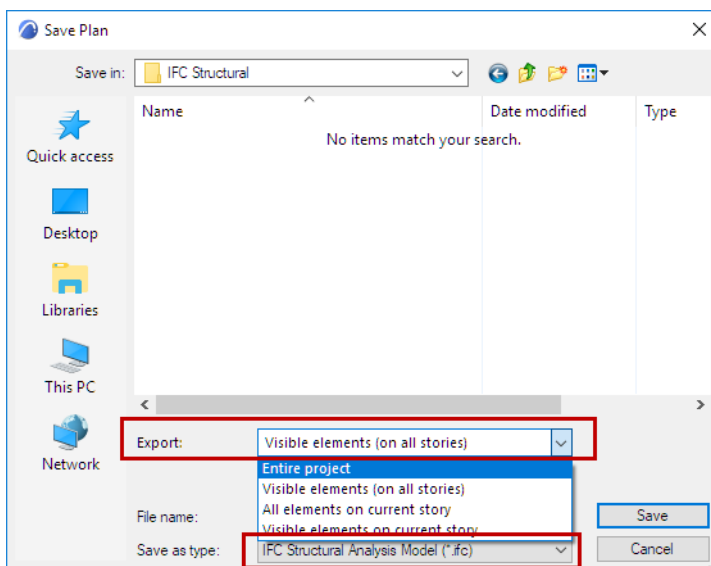 Save Plan
Save in: IFC Structural
Name Date modified Type
No items match your search.
Quick access
Desktop
Libraries
This PC
Network
Export: Visible elements (on all stories)
Entire project
Visible elements (on all stories)
All elements on current story
Visible elements on current story
File name: Save
Save as type: IFC Structural Analysis Model (*.ifc) Cancel